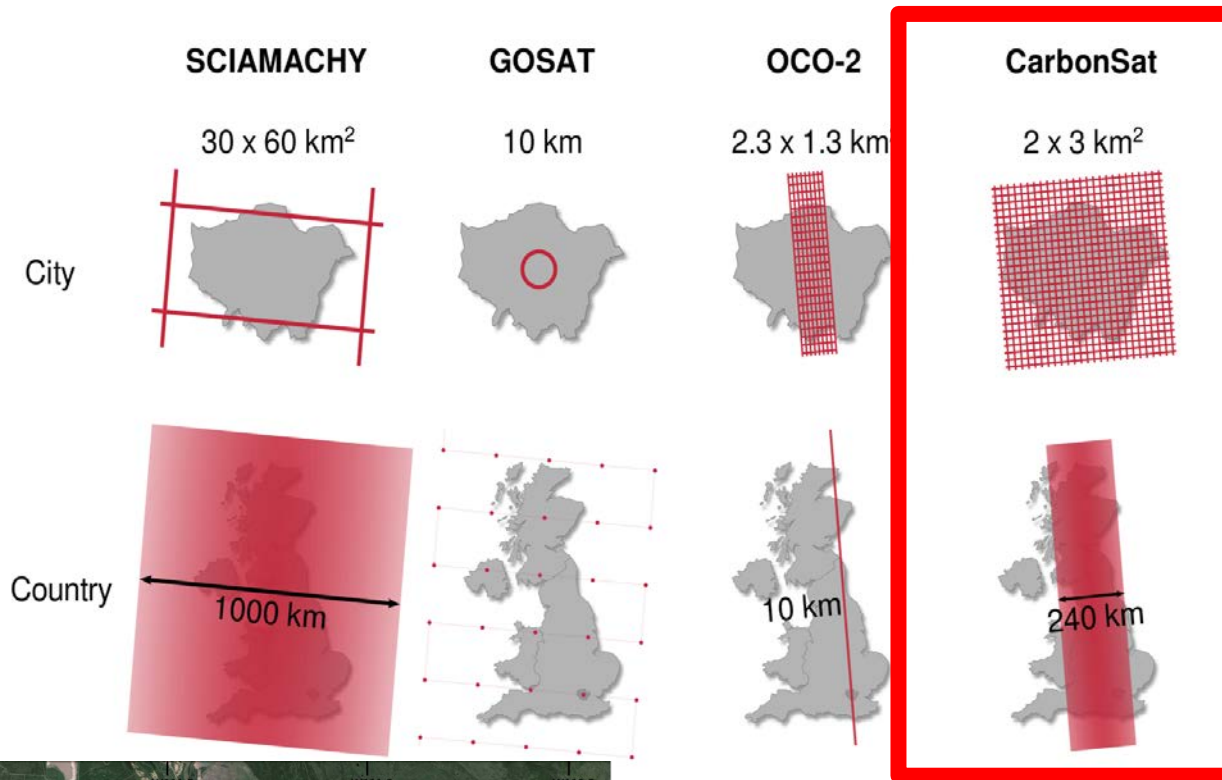 SCIAMACHY GOSAT OCO-2 CarbonSat
30 x 60 km² 10 km 2.3 x 1.3 km 2 x 3 km²
City
Country
1000 km 10 km 240 km